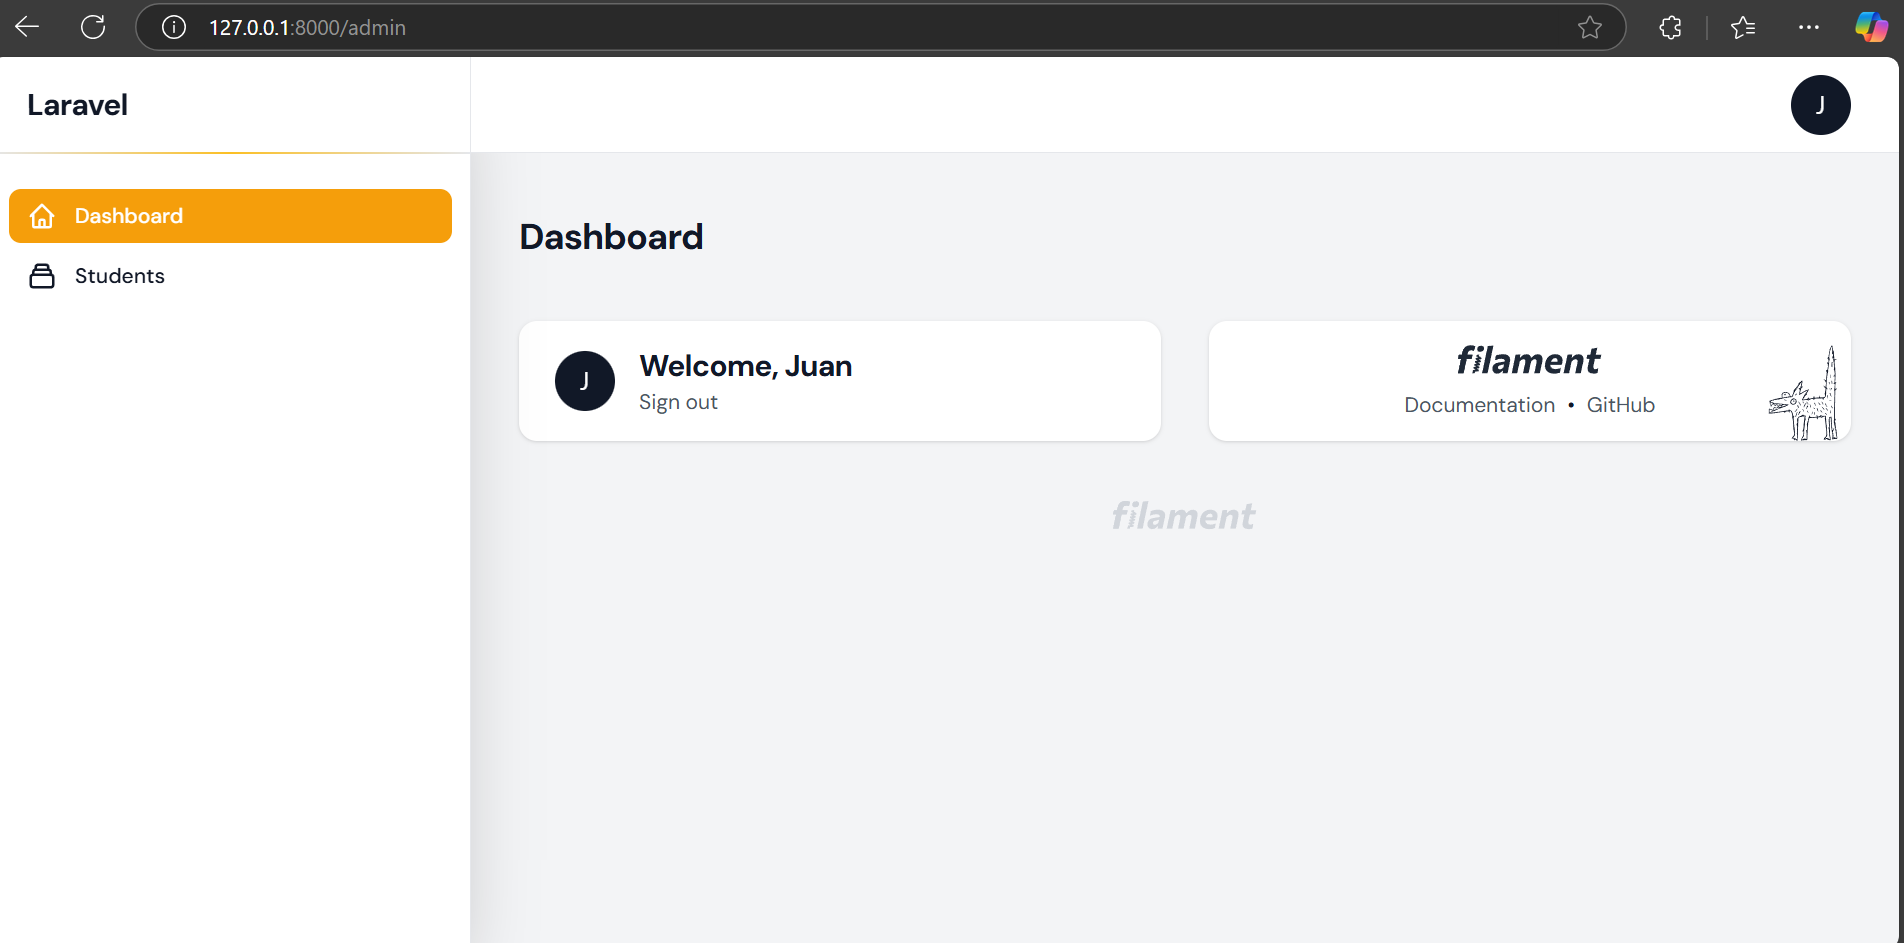 127.0.0.1:8000/admin
Laravel
J
Dashboard
Students
Dashboard
J
Welcome, Juan
Sign out
filament
Documentation • GitHub
filament